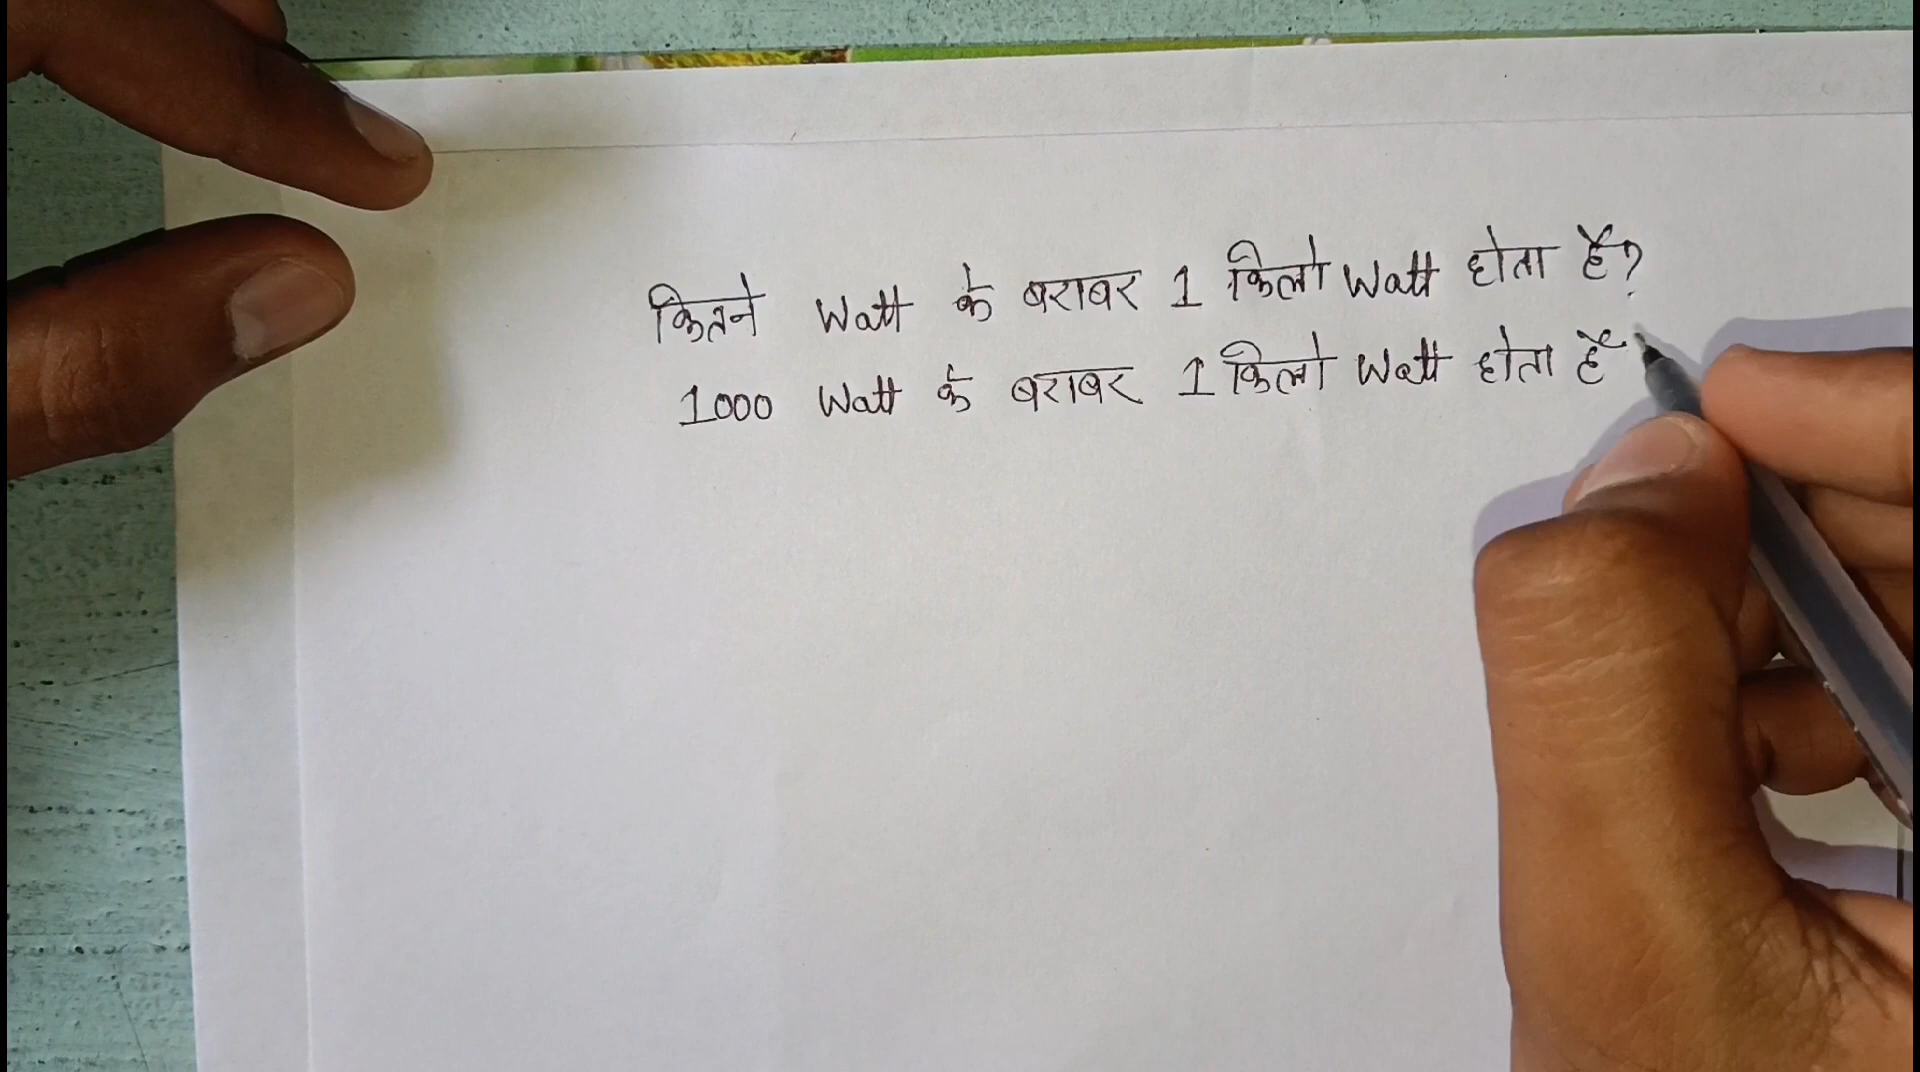 कितने Watt के बराबर 1 किलो Watt होता है?
1000 Watt के बराबर 1 किलो Watt होता है